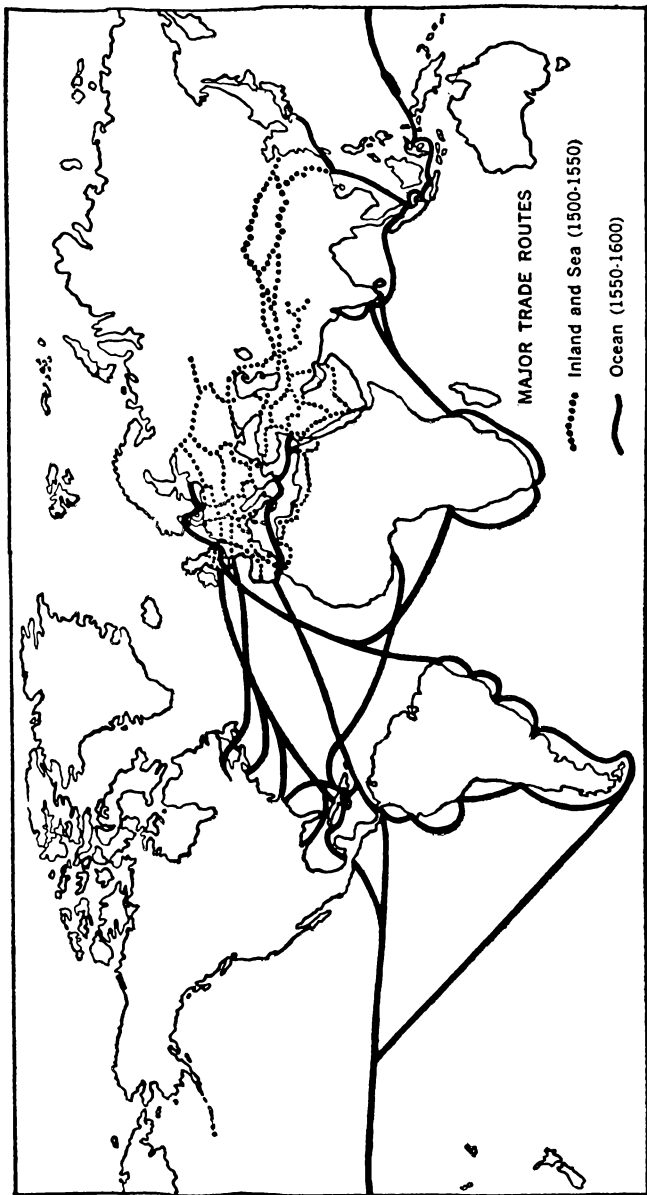 MAJOR TRADE ROUTES
Inland and Sea (1500-1550)
Ocean (1550-1600)